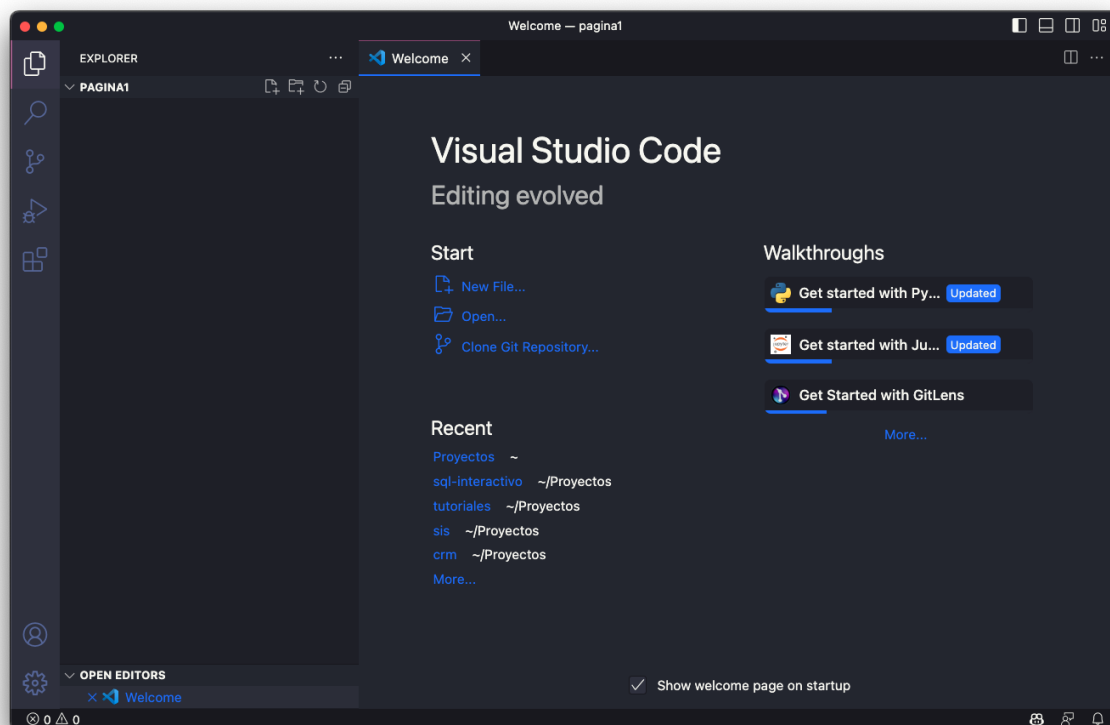 Welcome — pagina1
EXPLORER
PAGINA1
Welcome
Visual Studio Code
Editing evolved
Start
New File...
Open...
Clone Git Repository...
Recent
Proyectos ~
sql-interactivo ~/Proyectos
tutoriales ~/Proyectos
sis ~/Proyectos
crm ~/Proyectos
More...
Walkthroughs
Get started with Py... Updated
Get started with Ju... Updated
Get Started with GitLens
More...
Show welcome page on startup
OPEN EDITORS
Welcome
0 0